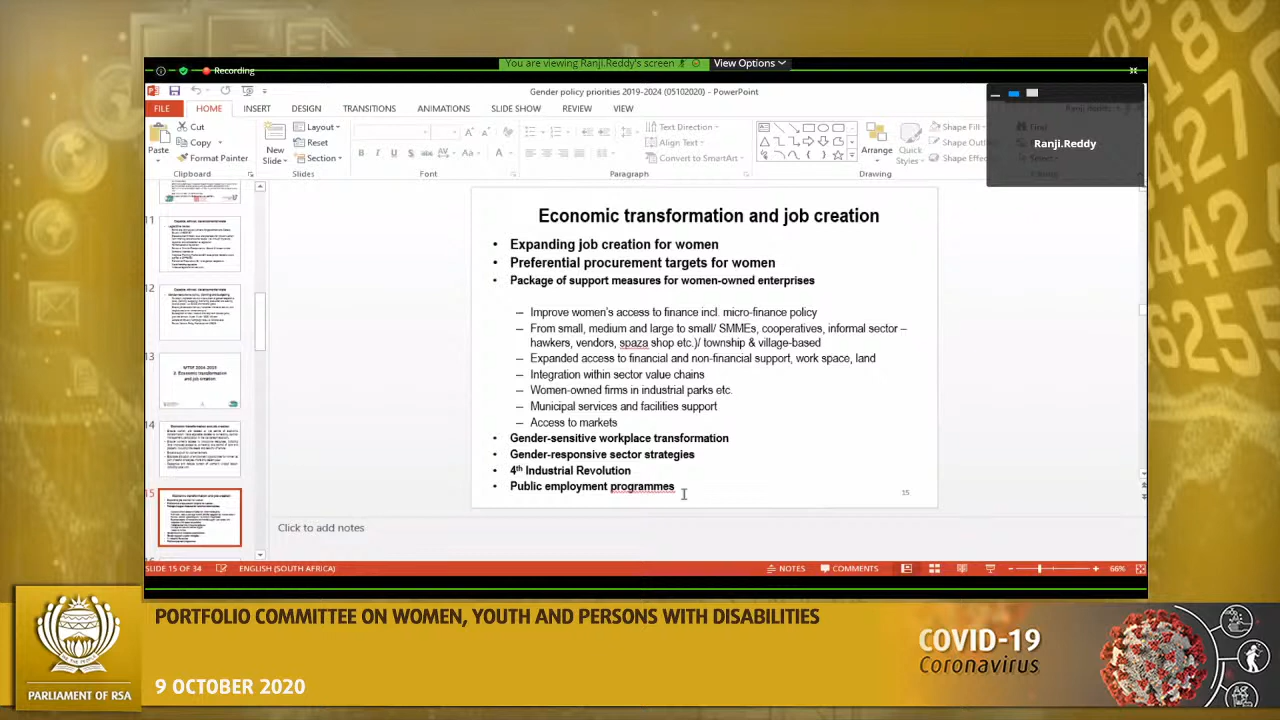 Recording
You are viewing Ranji.Reddy's screen
View Options
Gender policy priorities 2019-2024 (05102020) - PowerPoint
FILE HOME INSERT DESIGN TRANSITIONS ANIMATIONS SLIDE SHOW REVIEW VIEW
Ranji.Reddy
Paste
Cut
Copy
Format Painter
Clipboard
New
Slide
Layout
Reset
Section
Slides
Font
Text Direction
Align Text
Convert to SmartArt
Paragraph
Arrange
Quick
Styles
Shape Fill
Shape
Shape
Drawing
11
12
13
14
15
Economic transformation and job creation
• Expanding job creation for women
• Preferential procurement targets for women
• Package of support measures for women-owned enterprises
– Improve women's access to finance incl. micro-finance policy
– From small, medium and large to small/ SMMEs, cooperatives, informal sector –
hawkers, vendors, spaza shop etc.)/ township & village-based
– Expanded access to financial and non-financial support, work space, land
– Integration within sector value chains
– Women-owned firms in industrial parks etc.
– Municipal services and facilities support
– Access to markets
• Gender-sensitive workplace transformation
• Gender-responsive sector strategies
• 4th Industrial Revolution
• Public employment programmes
15
Click to add notes
SLIDE 15 OF 34 ENGLISH (SOUTH AFRICA) NOTES COMMENTS 66%
PORTFOLIO COMMITTEE ON WOMEN, YOUTH AND PERSONS WITH DISABILITIES
9 OCTOBER 2020
PARLIAMENT OF RSA
COVID-19
Coronavirus